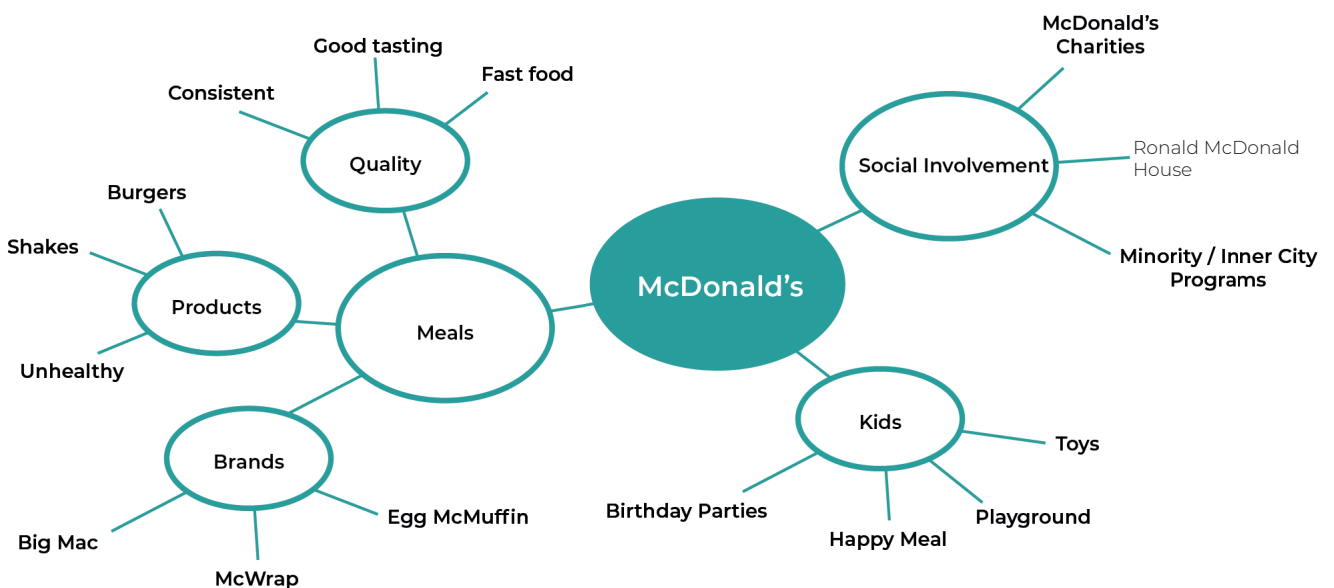 McDonald’s
Charities
Good tasting
Fast food
Consistent
Quality
Social Involvement
Ronald McDonald
House
Burgers
Shakes
Products
Unhealthy
Meals
McDonald’s
Minority / Inner City
Programs
Kids
Toys
Birthday Parties
Happy Meal
Playground
Brands
Big Mac
McWrap
Egg McMuffin